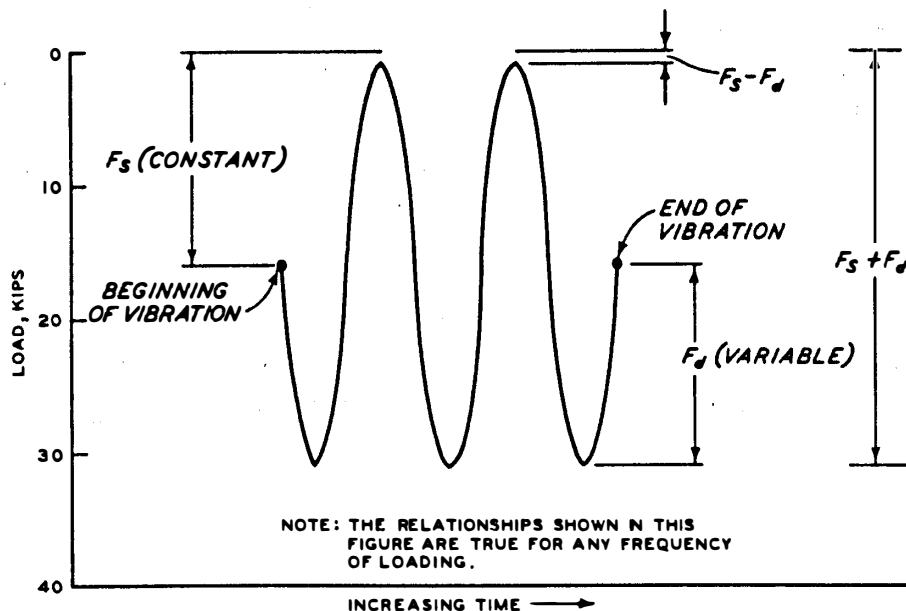 0
F_S - F_d
F_S (CONSTANT)
10
END OF
VIBRATION
F_S + F_d
BEGINNING
OF VIBRATION
LOAD, KIPS
20
F_d (VARIABLE)
30
NOTE: THE RELATIONSHIPS SHOWN IN THIS
FIGURE ARE TRUE FOR ANY FREQUENCY
OF LOADING.
40
INCREASING TIME